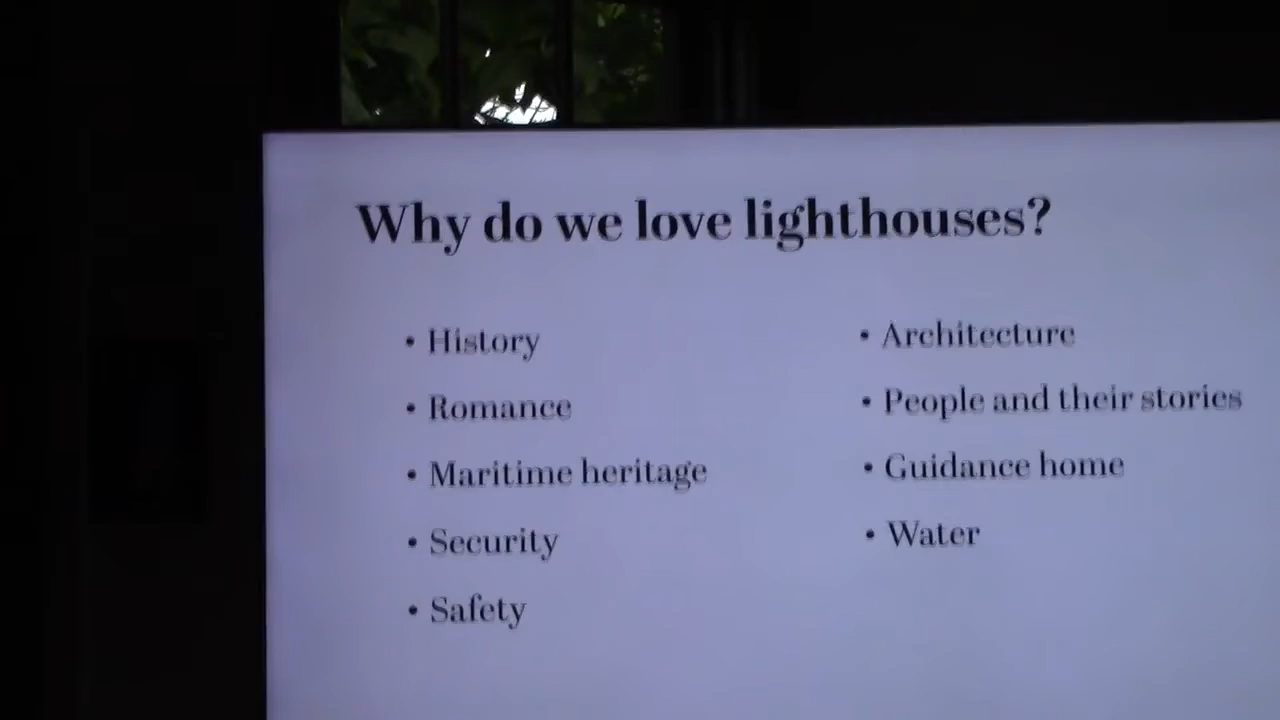 Why do we love lighthouses?
• History
• Romance
• Maritime heritage
• Security
• Safety
• Architecture
• People and their stories
• Guidance home
• Water